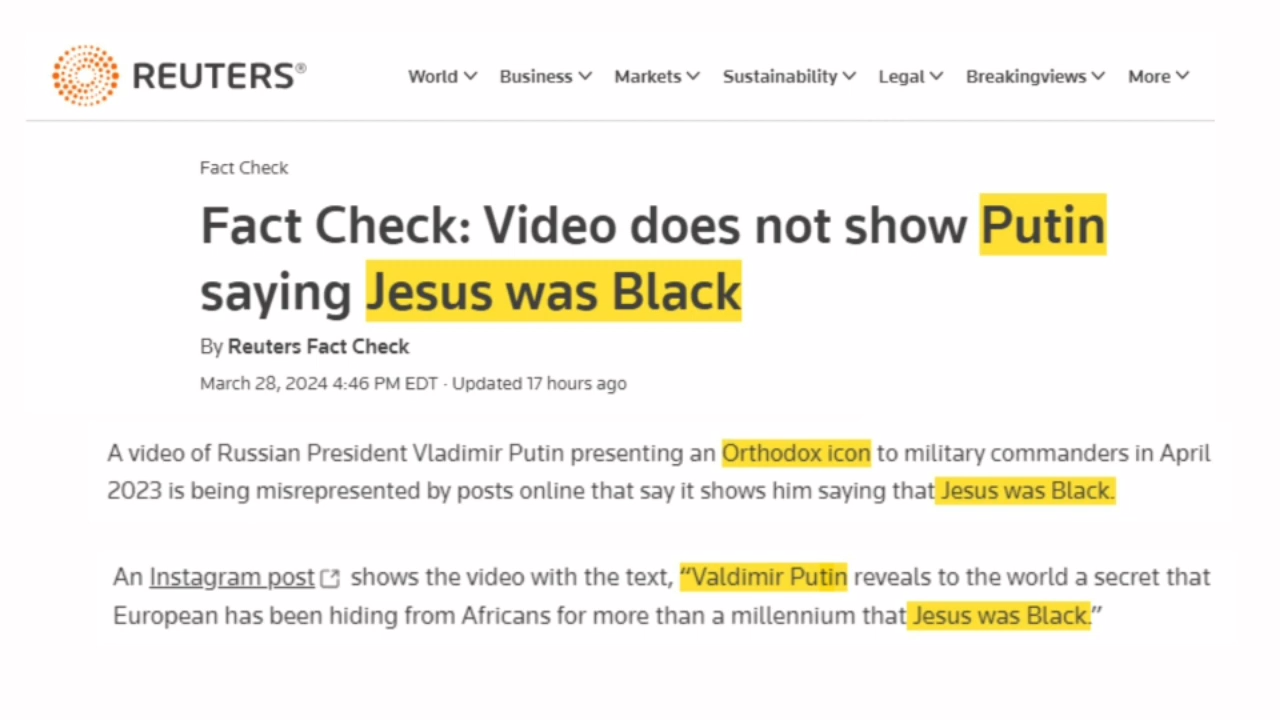 REUTERS®
World Business Markets Sustainability Legal Breakingviews More
Fact Check
Fact Check: Video does not show Putin
saying Jesus was Black
By Reuters Fact Check
March 28, 2024 4:46 PM EDT · Updated 17 hours ago
A video of Russian President Vladimir Putin presenting an Orthodox icon to military commanders in April
2023 is being misrepresented by posts online that say it shows him saying that Jesus was Black.
An Instagram post shows the video with the text, “Valdimir Putin reveals to the world a secret that
European has been hiding from Africans for more than a millennium that Jesus was Black.”